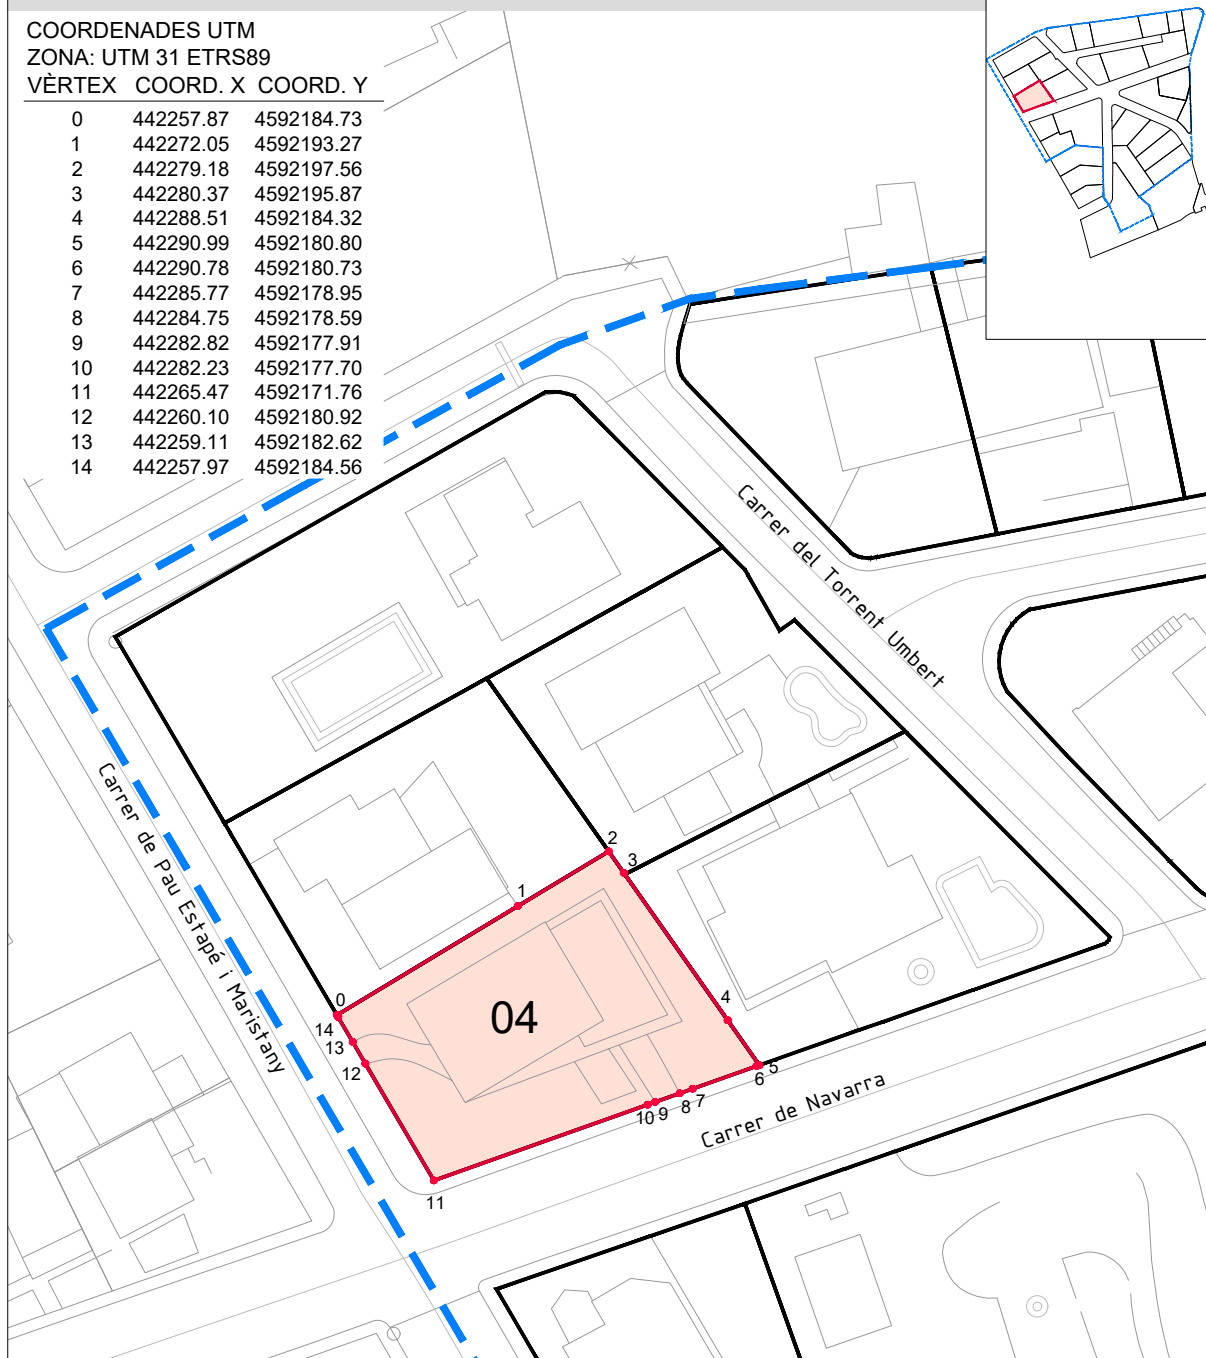 COORDENADES UTM
ZONA: UTM 31 ETRS89
VÈRTEX COORD. X COORD. Y
0 442257.87 4592184.73
1 442272.05 4592193.27
2 442279.18 4592197.56
3 442280.37 4592195.87
4 442288.51 4592184.32
5 442290.99 4592180.80
6 442290.78 4592180.73
7 442285.77 4592178.95
8 442284.75 4592178.59
9 442282.82 4592177.91
10 442282.23 4592177.70
11 442265.47 4592171.76
12 442260.10 4592180.92
13 442259.11 4592182.62
14 442257.97 4592184.56
Carrer del Torrent Umbert
Carrer de Pau Estapé i Maristany
2
3
1
0
14
13
12
04
4
5
6
7
8
9
10
11
Carrer de Navarra